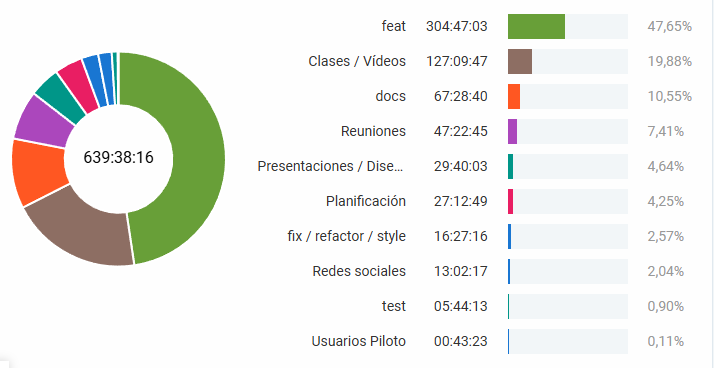 639:38:16
feat 304:47:03 47,65%
Clases / Vídeos 127:09:47 19,88%
docs 67:28:40 10,55%
Reuniones 47:22:45 7,41%
Presentaciones / Dise... 29:40:03 4,64%
Planificación 27:12:49 4,25%
fix / refactor / style 16:27:16 2,57%
Redes sociales 13:02:17 2,04%
test 05:44:13 0,90%
Usuarios Piloto 00:43:23 0,11%